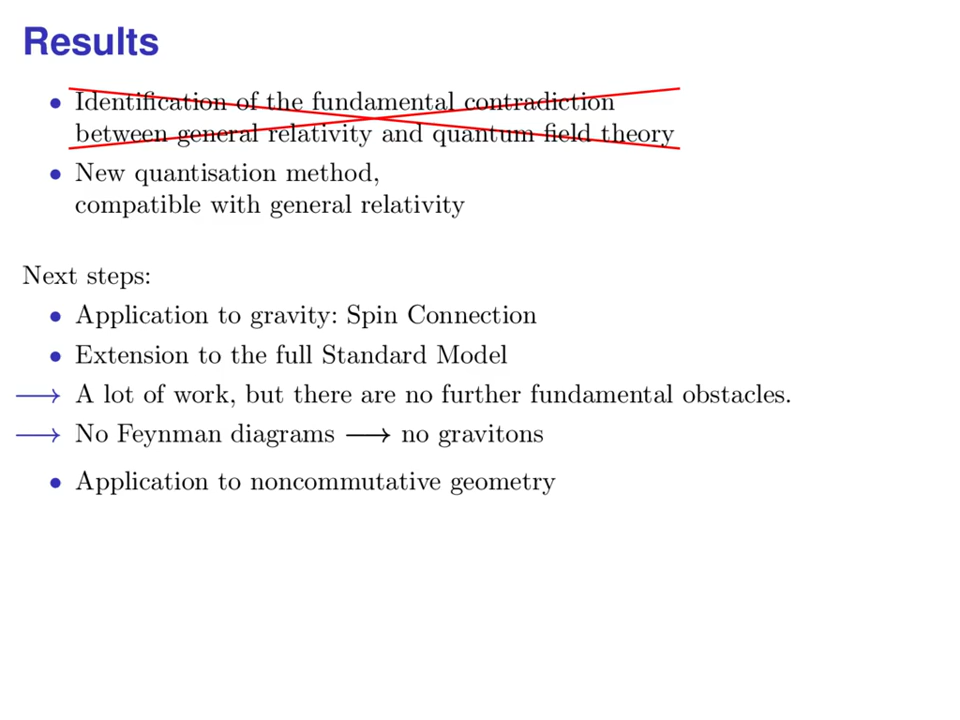 Results
• Identification of the fundamental contradiction
between general relativity and quantum field theory
• New quantisation method,
compatible with general relativity
Next steps:
• Application to gravity: Spin Connection
• Extension to the full Standard Model
⟶ A lot of work, but there are no further fundamental obstacles.
⟶ No Feynman diagrams ⟶ no gravitons
• Application to noncommutative geometry